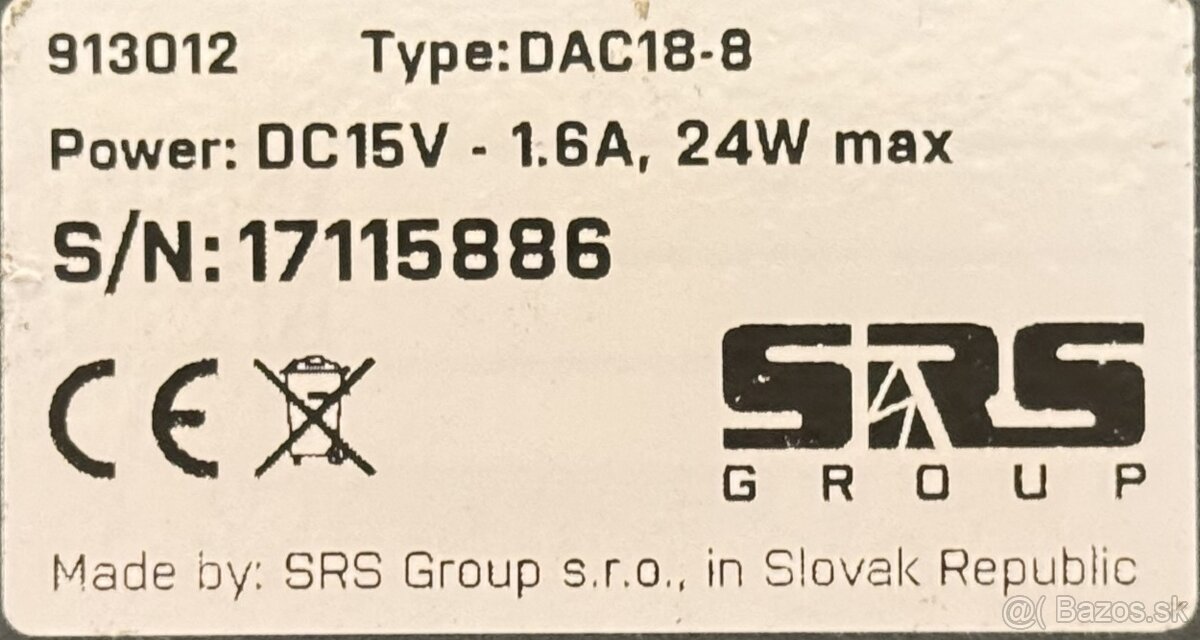 913012 Type:DAC18-8
Power: DC15V - 1.6A, 24W max
S/N:17115886
CE
SRS
GROUP
Made by: SRS Group s.r.o., in Slovak Republic
@( Bazos.sk